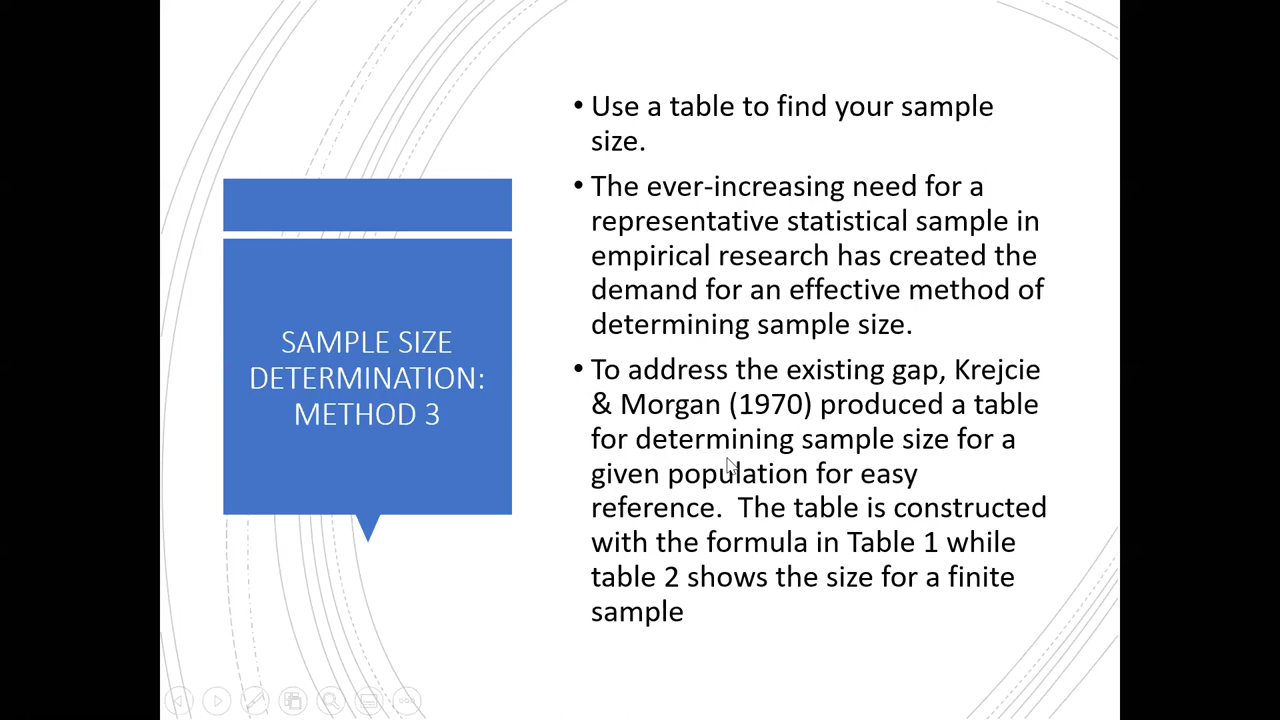 SAMPLE SIZE
DETERMINATION:
METHOD 3
• Use a table to find your sample
size.
• The ever-increasing need for a
representative statistical sample in
empirical research has created the
demand for an effective method of
determining sample size.
• To address the existing gap, Krejcie
& Morgan (1970) produced a table
for determining sample size for a
given population for easy
reference.  The table is constructed
with the formula in Table 1 while
table 2 shows the size for a finite
sample